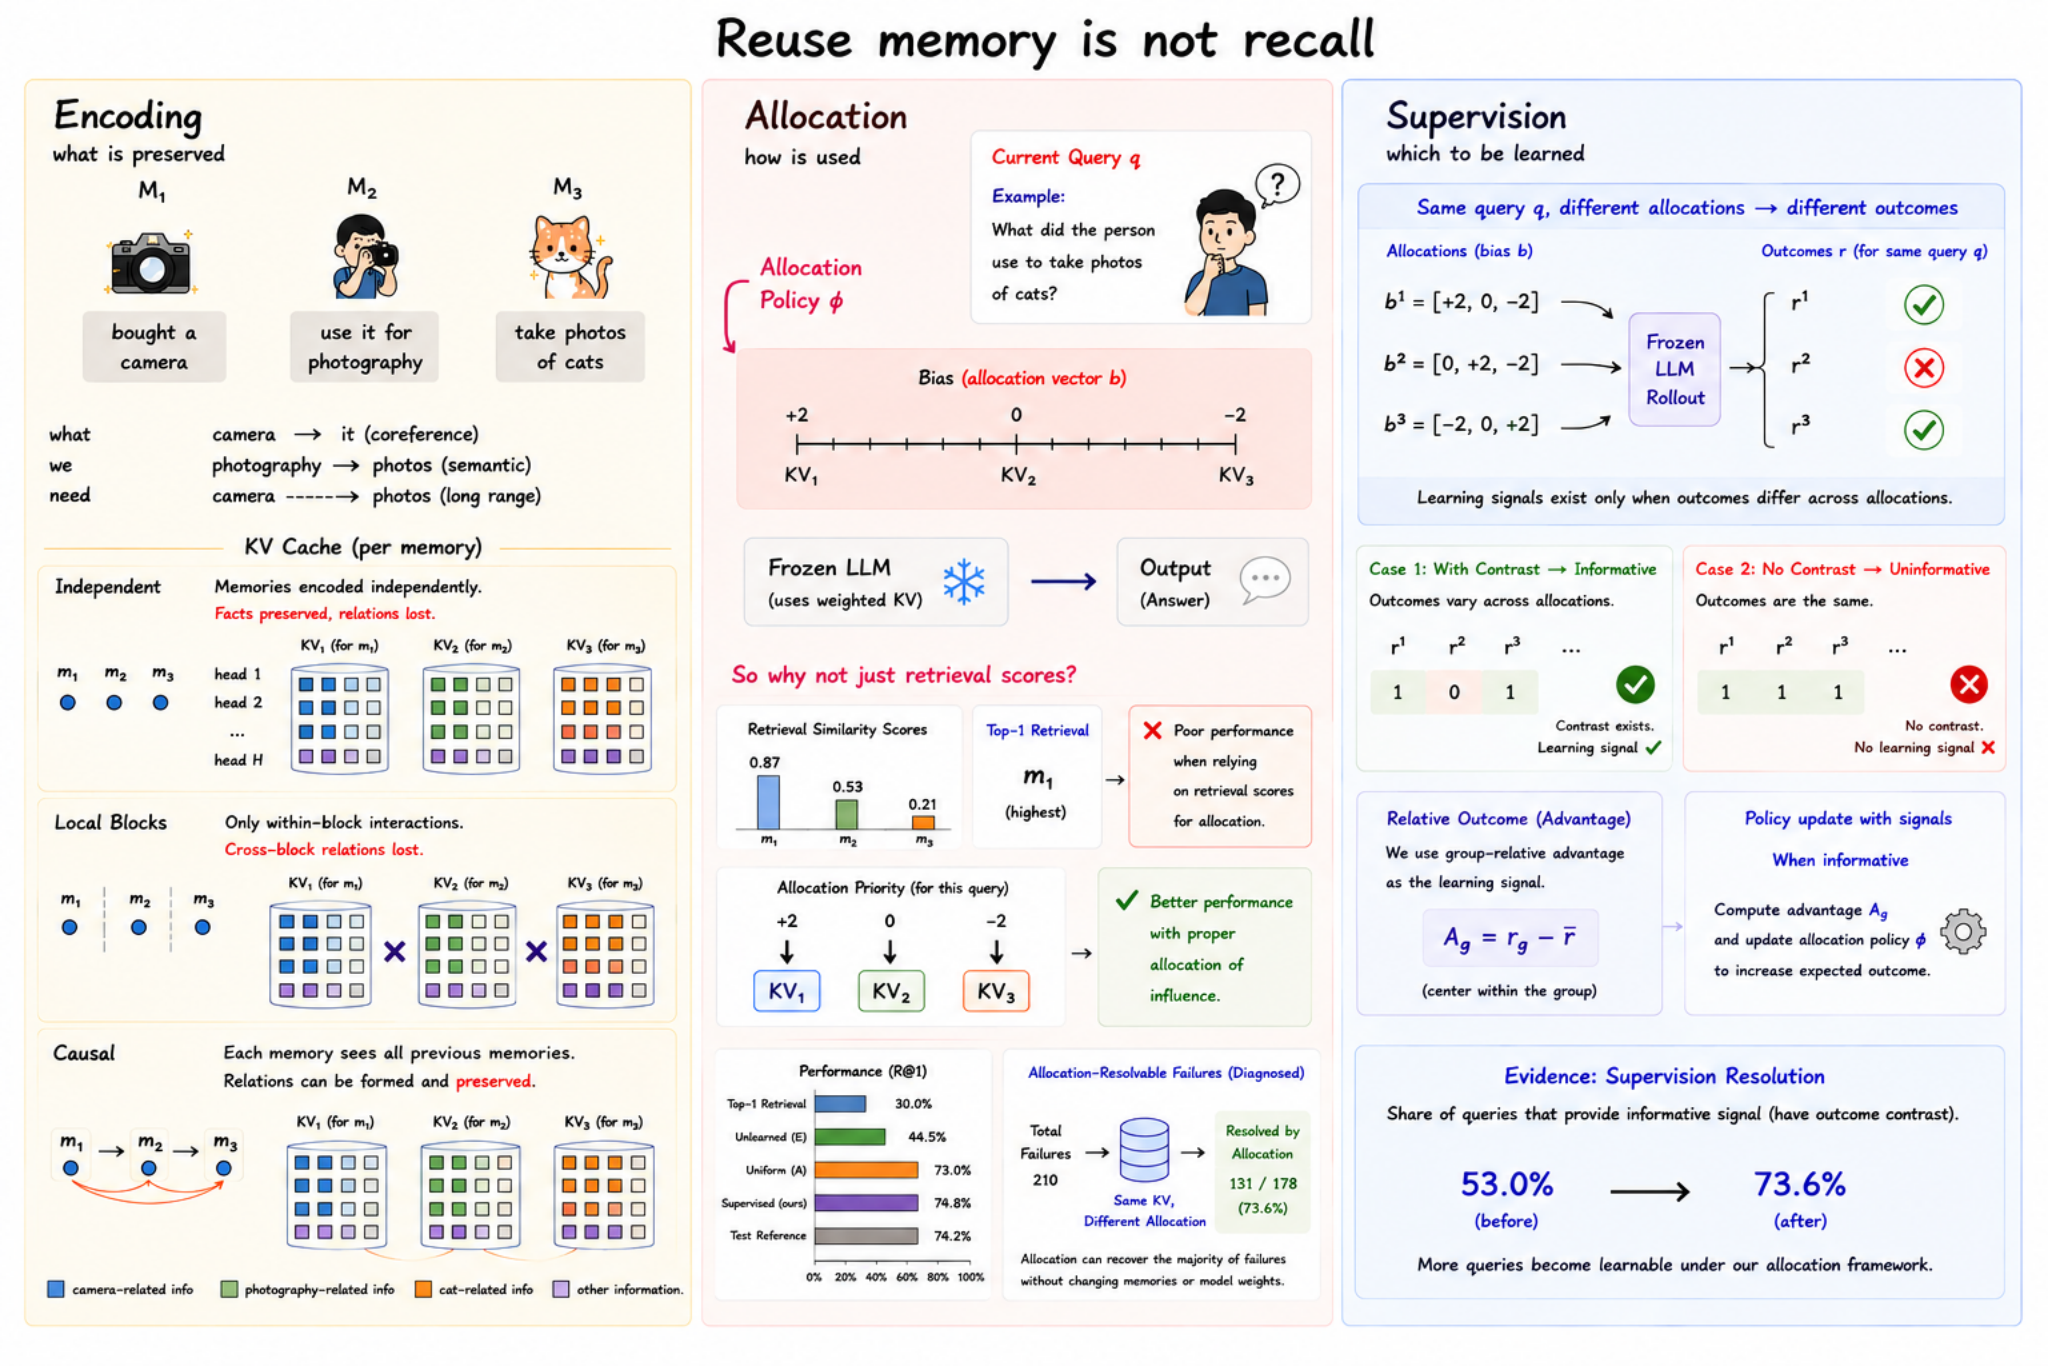 Reuse memory is not recall
Encoding
what is preserved
M₁
M₂
M₃
bought a
camera
use it for
photography
take photos
of cats
what
camera → it (coreference)
we
photography → photos (semantic)
need
camera ------> photos (long range)
KV Cache (per memory)
Independent
Memories encoded independently.
Facts preserved, relations lost.
m₁ m₂ m₃
head 1
head 2
...
head H
KV₁ (for m₁)
KV₂ (for m₂)
KV₃ (for m₃)
Local Blocks
Only within-block interactions.
Cross-block relations lost.
m₁ m₂ m₃
KV₁ (for m₁)
KV₂ (for m₂)
KV₃ (for m₃)
Causal
Each memory sees all previous memories.
Relations can be formed and preserved.
m₁ → m₂ → m₃
KV₁ (for m₁)
KV₂ (for m₂)
KV₃ (for m₃)
camera-related info
photography-related info
cat-related info
other information.
Allocation
how is used
Current Query q
Example:
What did the person
use to take photos
of cats?
?
Allocation
Policy ϕ
Bias (allocation vector b)
+2 0 −2
KV₁ KV₂ KV₃
Frozen LLM
(uses weighted KV)
Output
(Answer)
So why not just retrieval scores?
Retrieval Similarity Scores
0.87
0.53
0.21
m₁ m₂ m₃
Top-1 Retrieval
m₁
(highest)
Poor performance
when relying
on retrieval scores
for allocation.
Allocation Priority (for this query)
+2 0 −2
KV₁ KV₂ KV₃
Better performance
with proper
allocation of
influence.
Performance (R@1)
Top-1 Retrieval 30.0%
Unlearned (E) 44.5%
Uniform (A) 73.0%
Supervised (ours) 74.8%
Test Reference 74.2%
0% 20% 40% 60% 80% 100%
Allocation-Resolvable Failures (Diagnosed)
Total
Failures
210
Same KV,
Different Allocation
Resolved by
Allocation
131 / 178
(73.6%)
Allocation can recover the majority of failures
without changing memories or model weights.
Supervision
which to be learned
Same query q, different allocations → different outcomes
Allocations (bias b)
Outcomes r (for same query q)
b¹ = [+2, 0, −2]
b² = [0, +2, −2]
b³ = [−2, 0, +2]
Frozen
LLM
Rollout
r¹
r²
r³
Learning signals exist only when outcomes differ across allocations.
Case 1: With Contrast → Informative
Outcomes vary across allocations.
r¹ r² r³ ...
1 0 1
Contrast exists.
Learning signal ✓
Case 2: No Contrast → Uninformative
Outcomes are the same.
r¹ r² r³ ...
1 1 1
No contrast.
No learning signal ✗
Relative Outcome (Advantage)
We use group-relative advantage
as the learning signal.
A_g = r_g − r̄
(center within the group)
Policy update with signals
When informative
Compute advantage A_g
and update allocation policy ϕ
to increase expected outcome.
Evidence: Supervision Resolution
Share of queries that provide informative signal (have outcome contrast).
53.0% → 73.6%
(before) (after)
More queries become learnable under our allocation framework.